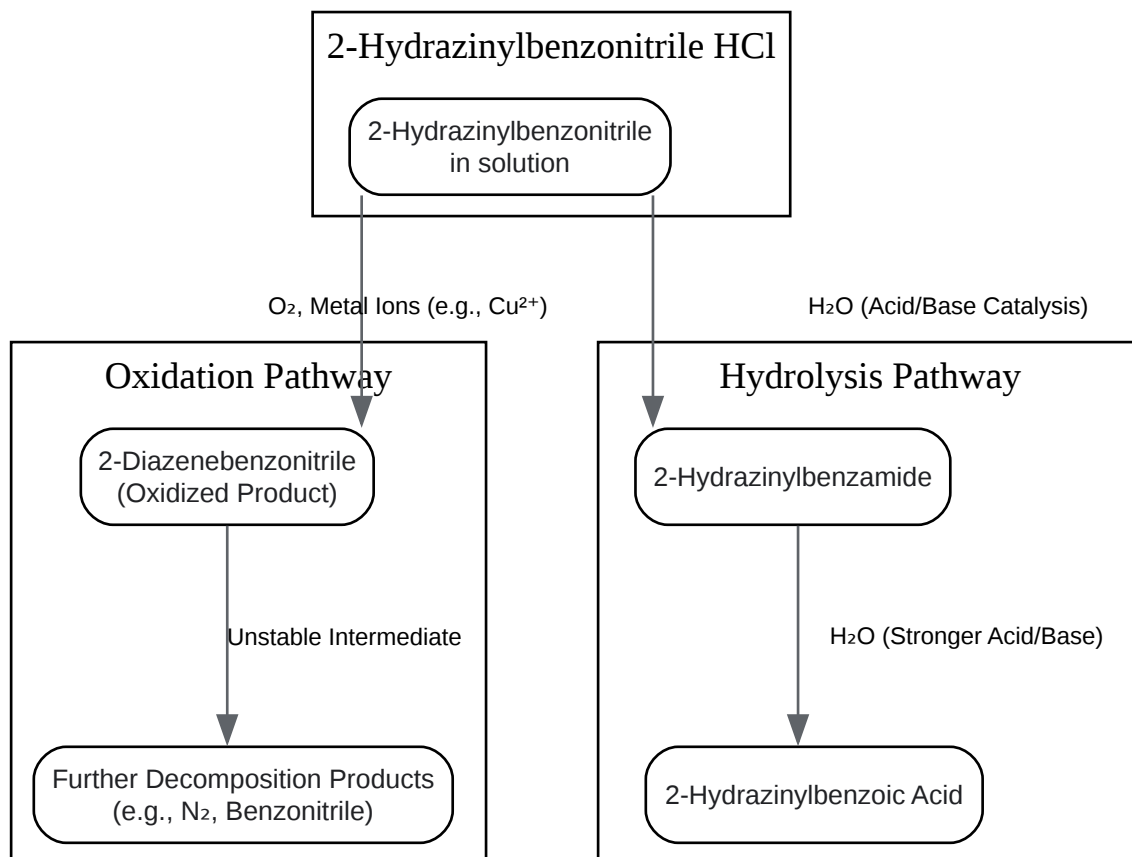 2-Hydrazinylbenzonitrile HCl
2-Hydrazinylbenzonitrile
in solution
O₂, Metal Ions (e.g., Cu²⁺)
H₂O (Acid/Base Catalysis)
Oxidation Pathway
Hydrolysis Pathway
2-Diazenebenzonitrile
(Oxidized Product)
2-Hydrazinylbenzamide
Unstable Intermediate
H₂O (Stronger Acid/Base)
Further Decomposition Products
(e.g., N₂, Benzonitrile)
2-Hydrazinylbenzoic Acid